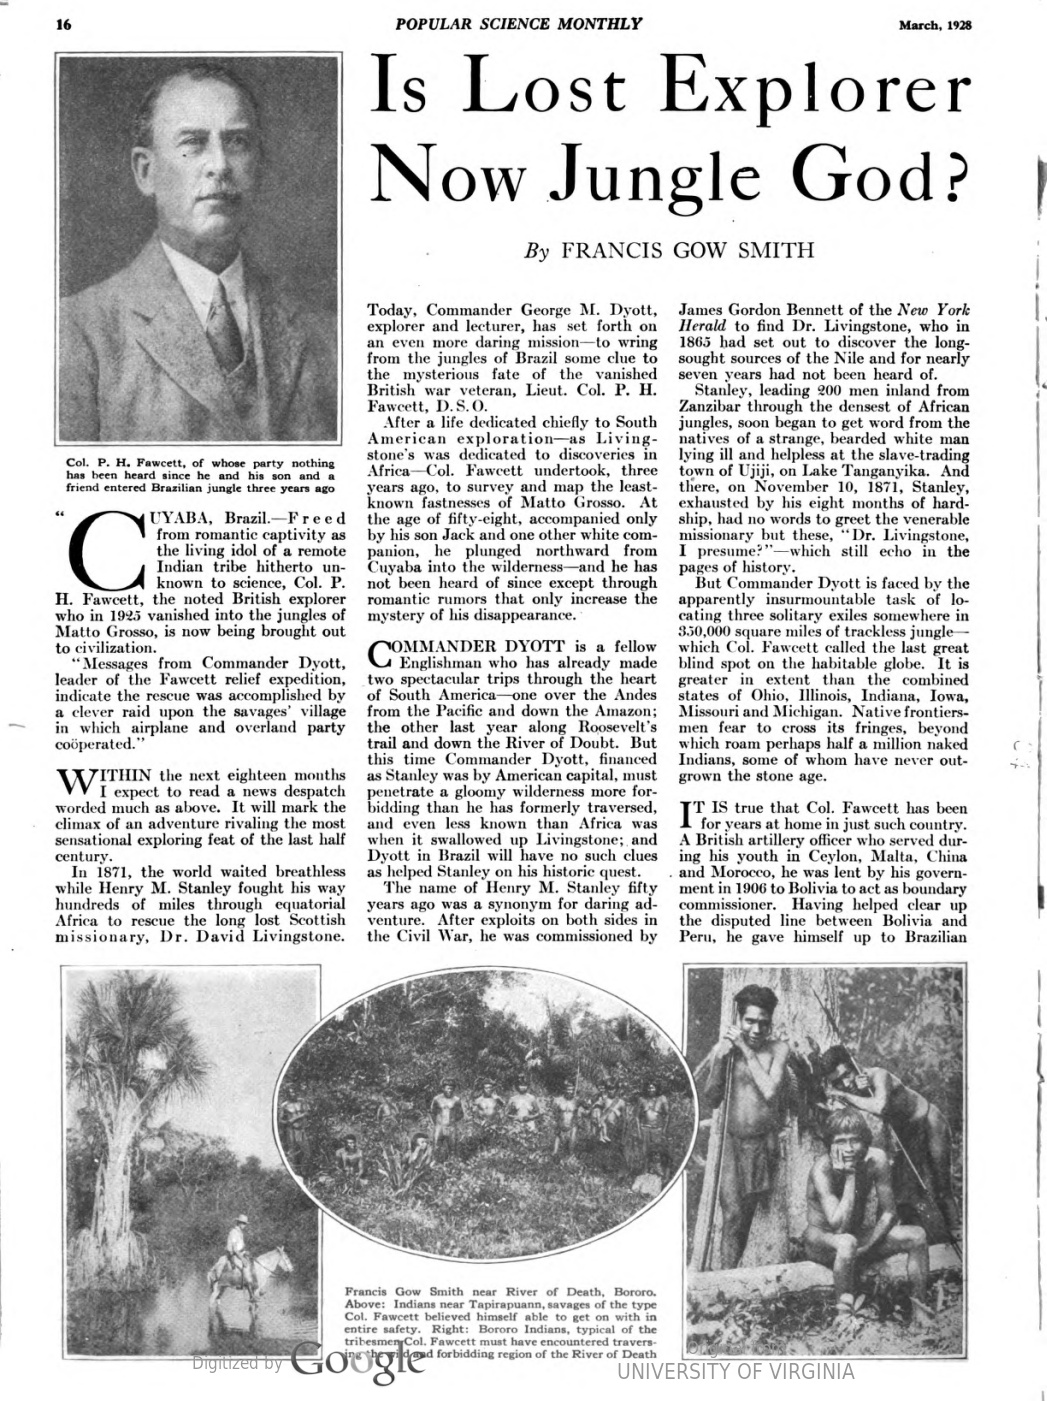 16
POPULAR SCIENCE MONTHLY
March, 1928
Is Lost Explorer
Now Jungle God?
By FRANCIS GOW SMITH
Col. P. H. Fawcett, of whose party nothing
has been heard since he and his son and a
friend entered Brazilian jungle three years ago
"CUYABA, Brazil.—Freed
from romantic captivity as
the living idol of a remote
Indian tribe hitherto un-
known to science, Col. P.
H. Fawcett, the noted British explorer
who in 1925 vanished into the jungles of
Matto Grosso, is now being brought out
to civilization.
"Messages from Commander Dyott,
leader of the Fawcett relief expedition,
indicate the rescue was accomplished by
a clever raid upon the savages' village
in which airplane and overland party
coöperated."
WITHIN the next eighteen months
I expect to read a news despatch
worded much as above. It will mark the
climax of an adventure rivaling the most
sensational exploring feat of the last half
century.
In 1871, the world waited breathless
while Henry M. Stanley fought his way
hundreds of miles through equatorial
Africa to rescue the long lost Scottish
missionary, Dr. David Livingstone.
Today, Commander George M. Dyott,
explorer and lecturer, has set forth on
an even more daring mission—to wring
from the jungles of Brazil some clue to
the mysterious fate of the vanished
British war veteran, Lieut. Col. P. H.
Fawcett, D.S.O.
After a life dedicated chiefly to South
American exploration—as Living-
stone's was dedicated to discoveries in
Africa—Col. Fawcett undertook, three
years ago, to survey and map the least-
known fastnesses of Matto Grosso. At
the age of fifty-eight, accompanied only
by his son Jack and one other white com-
panion, he plunged northward from
Cuyaba into the wilderness—and he has
not been heard of since except through
romantic rumors that only increase the
mystery of his disappearance.
COMMANDER DYOTT is a fellow
Englishman who has already made
two spectacular trips through the heart
of South America—one over the Andes
from the Pacific and down the Amazon;
the other last year along Roosevelt's
trail and down the River of Doubt. But
this time Commander Dyott, financed
as Stanley was by American capital, must
penetrate a gloomy wilderness more for-
bidding than he has formerly traversed,
and even less known than Africa was
when it swallowed up Livingstone; and
Dyott in Brazil will have no such clues
as helped Stanley on his historic quest.
The name of Henry M. Stanley fifty
years ago was a synonym for daring ad-
venture. After exploits on both sides in
the Civil War, he was commissioned by
James Gordon Bennett of the New York
Herald to find Dr. Livingstone, who in
1865 had set out to discover the long-
sought sources of the Nile and for nearly
seven years had not been heard of.
Stanley, leading 200 men inland from
Zanzibar through the densest of African
jungles, soon began to get word from the
natives of a strange, bearded white man
lying ill and helpless at the slave-trading
town of Ujiji, on Lake Tanganyika. And
there, on November 10, 1871, Stanley,
exhausted by his eight months of hard-
ship, had no words to greet the venerable
missionary but these, "Dr. Livingstone,
I presume?"—which still echo in the
pages of history.
But Commander Dyott is faced by the
apparently insurmountable task of lo-
cating three solitary exiles somewhere in
350,000 square miles of trackless jungle—
which Col. Fawcett called the last great
blind spot on the habitable globe. It is
greater in extent than the combined
states of Ohio, Illinois, Indiana, Iowa,
Missouri and Michigan. Native frontiers-
men fear to cross its fringes, beyond
which roam perhaps half a million naked
Indians, some of whom have never out-
grown the stone age.
IT IS true that Col. Fawcett has been
for years at home in just such country.
A British artillery officer who served dur-
ing his youth in Ceylon, Malta, China
and Morocco, he was lent by his govern-
ment in 1906 to Bolivia to act as boundary
commissioner. Having helped clear up
the disputed line between Bolivia and
Peru, he gave himself up to Brazilian
Francis Gow Smith near River of Death, Bororo.
Above: Indians near Tapirapuann, savages of the type
Col. Fawcett believed himself able to get on with in
entire safety. Right: Bororo Indians, typical of the
tribesmen Col. Fawcett must have encountered travers-
ing the wild and forbidding region of the River of Death
Digitized by Google
UNIVERSITY OF VIRGINIA